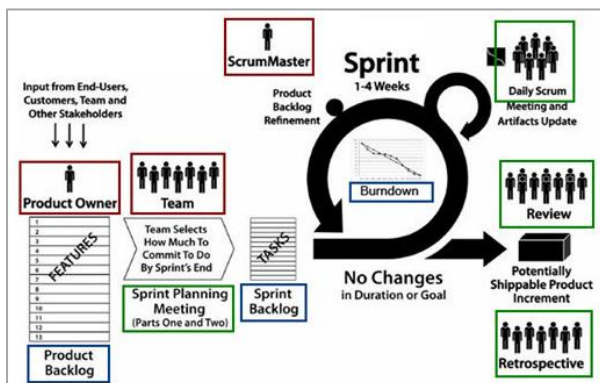 Input from End-Users,
Customers, Team and
Other Stakeholders
Product Owner
Team
ScrumMaster
Product
Backlog
Refinement
Sprint
1-4 Weeks
Burndown
Daily Scrum
Meeting and
Artifacts Update
1
2
3
4
5
6
7
8
9
10
11
12
13
FEATURES
Product
Backlog
Team Selects
How Much To
Commit To Do
By Sprint's End
Sprint Planning
Meeting
(Parts One and Two)
TASKS
Sprint
Backlog
No Changes
in Duration or Goal
Review
Potentially
Shippable Product
Increment
Retrospective